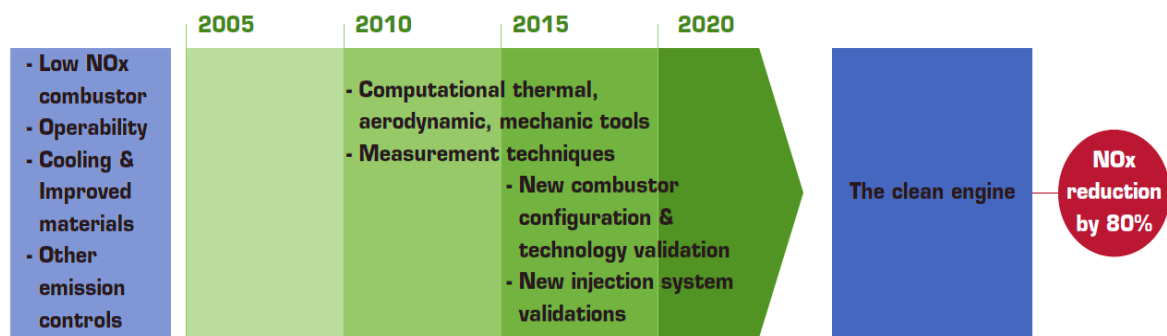 2005
2010
2015
2020
- Low NOx
combustor
- Operability
- Cooling &
Improved
materials
- Other
emission
controls
- Computational thermal,
aerodynamic, mechanic tools
- Measurement techniques
- New combustor
configuration &
technology validation
- New injection system
validations
The clean engine
NOx
reduction
by 80%